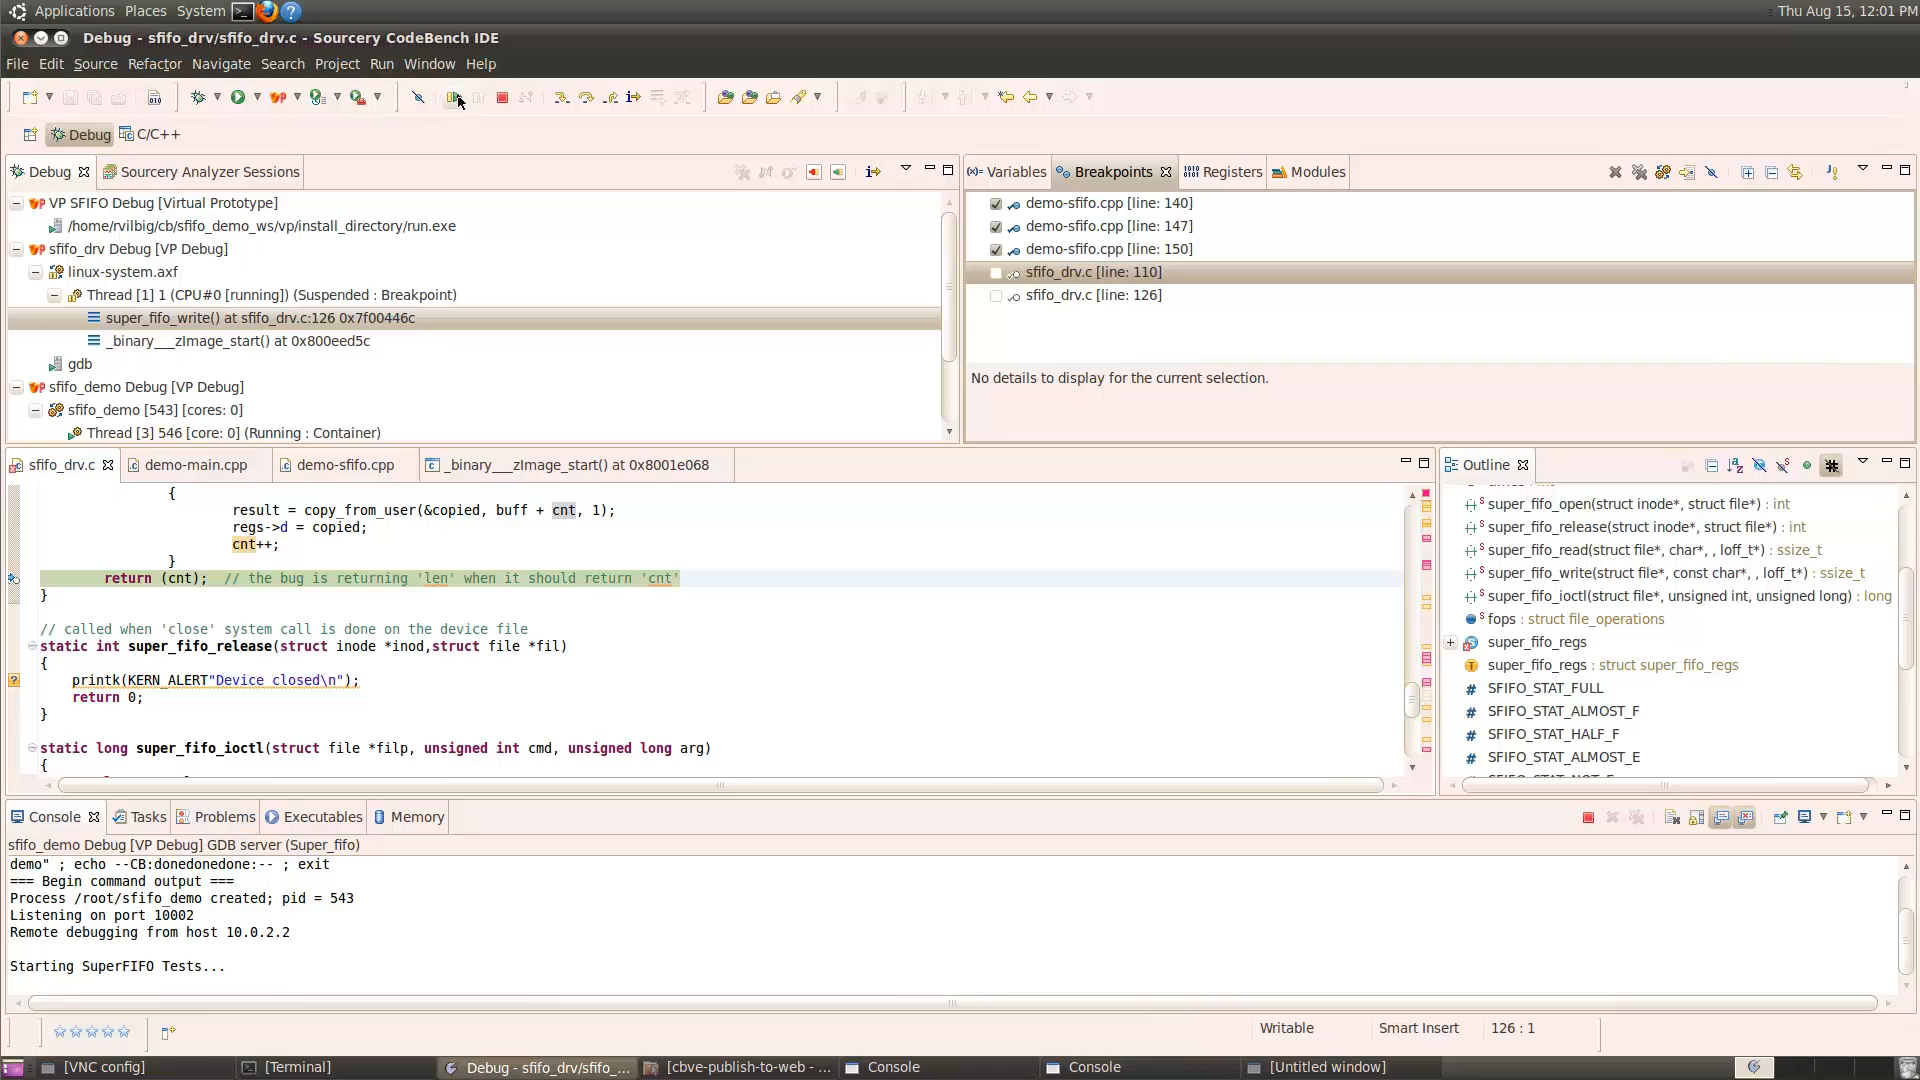 Applications Places System Thu Aug 15, 12:01 PM
Debug - sfifo_drv/sfifo_drv.c - Sourcery CodeBench IDE
File Edit Source Refactor Navigate Search Project Run Window Help
Debug C/C++
Debug Sourcery Analyzer Sessions
VP SFIFO Debug [Virtual Prototype]
/home/rvilbig/cb/sfifo_demo_ws/vp/install_directory/run.exe
sfifo_drv Debug [VP Debug]
linux-system.axf
Thread [1] 1 (CPU#0 [running]) (Suspended : Breakpoint)
super_fifo_write() at sfifo_drv.c:126 0x7f00446c
_binary___zImage_start() at 0x800eed5c
gdb
sfifo_demo Debug [VP Debug]
sfifo_demo [543] [cores: 0]
Thread [3] 546 [core: 0] (Running : Container)
(x)= Variables Breakpoints Registers Modules
demo-sfifo.cpp [line: 140]
demo-sfifo.cpp [line: 147]
demo-sfifo.cpp [line: 150]
sfifo_drv.c [line: 110]
sfifo_drv.c [line: 126]
No details to display for the current selection.
sfifo_drv.c demo-main.cpp demo-sfifo.cpp _binary___zImage_start() at 0x8001e068
{
result = copy_from_user(&copied, buff + cnt, 1);
regs->d = copied;
cnt++;
}
return (cnt); // the bug is returning 'len' when it should return 'cnt'
}
// called when 'close' system call is done on the device file
static int super_fifo_release(struct inode *inod,struct file *fil)
{
printk(KERN_ALERT"Device closed\n");
return 0;
}
static long super_fifo_ioctl(struct file *filp, unsigned int cmd, unsigned long arg)
{
Outline
super_fifo_open(struct inode*, struct file*) : int
super_fifo_release(struct inode*, struct file*) : int
super_fifo_read(struct file*, char*, , loff_t*) : ssize_t
super_fifo_write(struct file*, const char*, , loff_t*) : ssize_t
super_fifo_ioctl(struct file*, unsigned int, unsigned long) : long
fops : struct file_operations
super_fifo_regs
super_fifo_regs : struct super_fifo_regs
SFIFO_STAT_FULL
SFIFO_STAT_ALMOST_F
SFIFO_STAT_HALF_F
SFIFO_STAT_ALMOST_E
Console Tasks Problems Executables Memory
sfifo_demo Debug [VP Debug] GDB server (Super_fifo)
demo" ; echo --CB:donedonedone:-- ; exit
=== Begin command output ===
Process /root/sfifo_demo created; pid = 543
Listening on port 10002
Remote debugging from host 10.0.2.2
Starting SuperFIFO Tests...
Writable Smart Insert 126 : 1
[VNC config] [Terminal] Debug - sfifo_drv/sfifo_... [cbve-publish-to-web - ... Console Console [Untitled window]